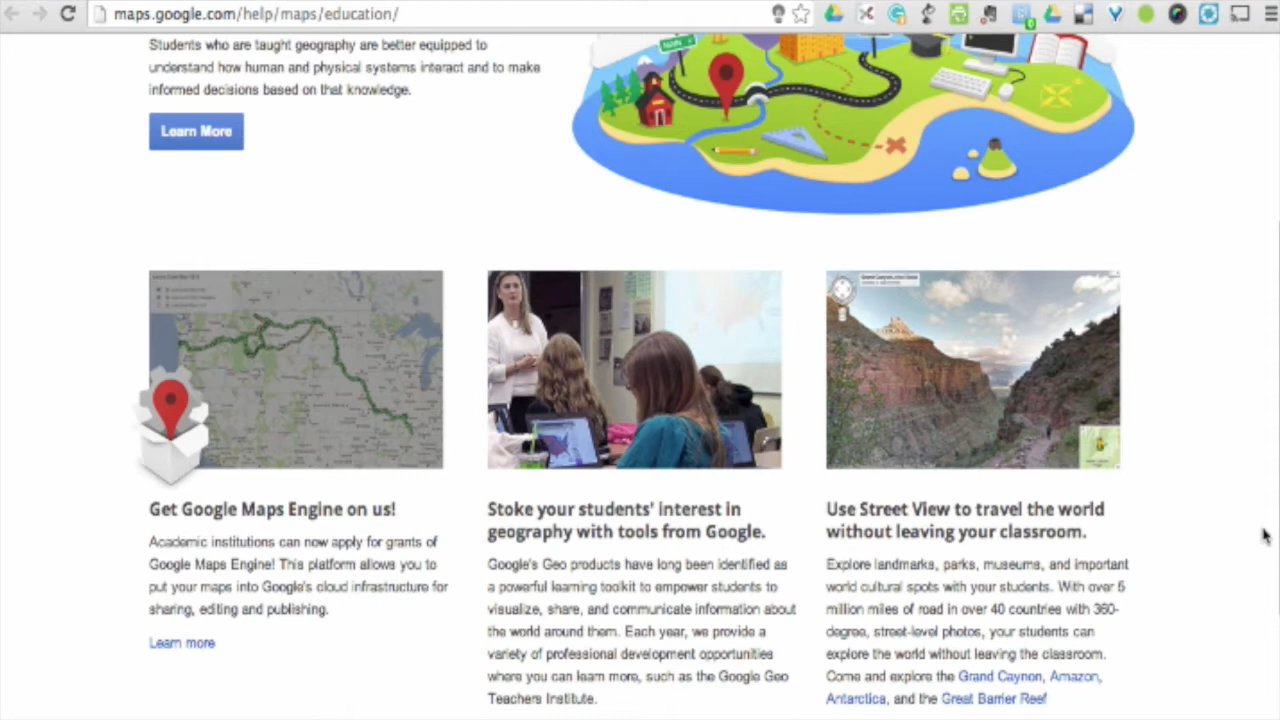 maps.google.com/help/maps/education/
Students who are taught geography are better equipped to
understand how human and physical systems interact and to make
informed decisions based on that knowledge.
Learn More
MAIN
Get Google Maps Engine on us!
Academic institutions can now apply for grants of
Google Maps Engine! This platform allows you to
put your maps into Google's cloud infrastructure for
sharing, editing and publishing.
Learn more
Stoke your students' interest in
geography with tools from Google.
Google's Geo products have long been identified as
a powerful learning toolkit to empower students to
visualize, share, and communicate information about
the world around them. Each year, we provide a
variety of professional development opportunities
where you can learn more, such as the Google Geo
Teachers Institute.
Use Street View to travel the world
without leaving your classroom.
Explore landmarks, parks, museums, and important
world cultural spots with your students. With over 5
million miles of road in over 40 countries with 360-
degree, street-level photos, your students can
explore the world without leaving the classroom.
Come and explore the Grand Caynon, Amazon,
Antarctica, and the Great Barrier Reef